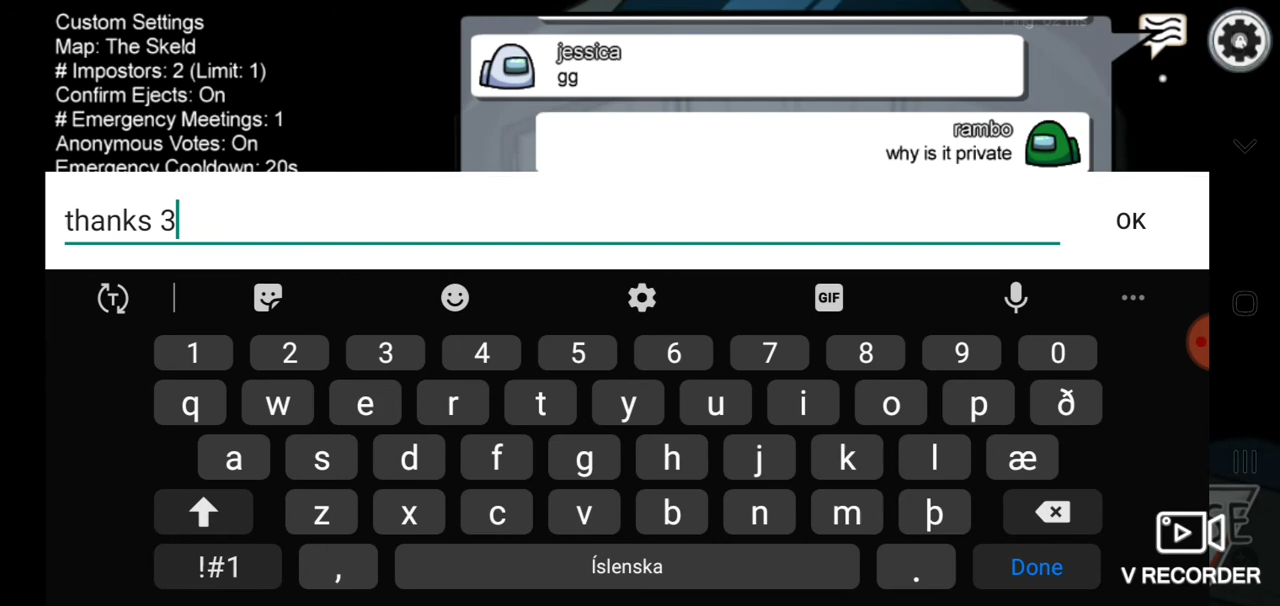 Custom Settings
Map: The Skeld
# Impostors: 2 (Limit: 1)
Confirm Ejects: On
# Emergency Meetings: 1
Anonymous Votes: On
Emergency Cooldown: 20s
jessica
gg
rambo
why is it private
thanks 3
OK
T
GIF
1 2 3 4 5 6 7 8 9 0
q w e r t y u i o p ð
a s d f g h j k l æ
z x c v b n m þ
!#1 , Íslenska . Done
V RECORDER